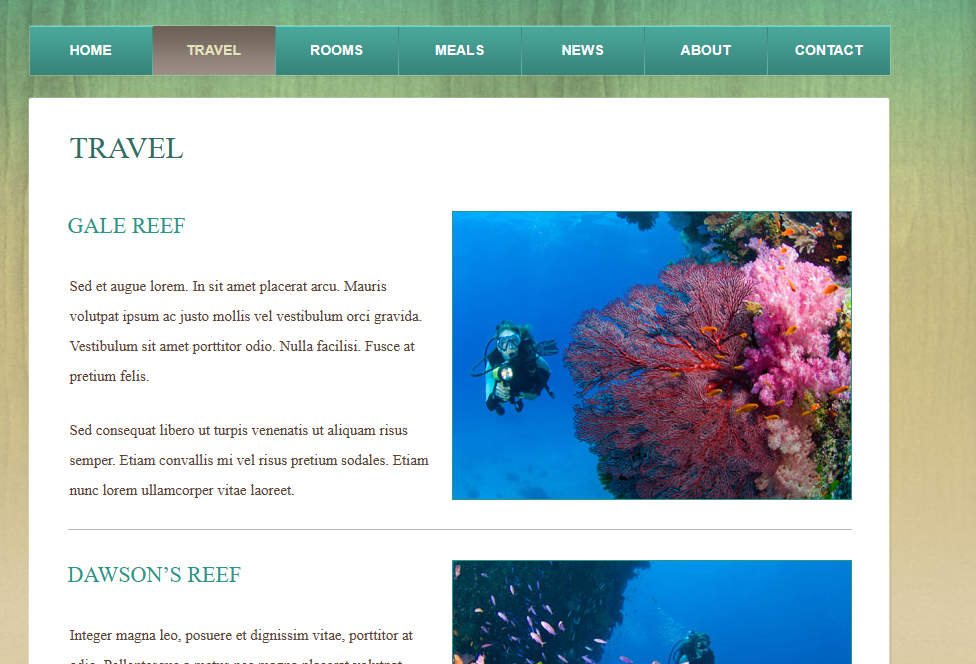 HOME TRAVEL ROOMS MEALS NEWS ABOUT CONTACT
TRAVEL
GALE REEF
Sed et augue lorem. In sit amet placerat arcu. Mauris
volutpat ipsum ac justo mollis vel vestibulum orci gravida.
Vestibulum sit amet porttitor odio. Nulla facilisi. Fusce at
pretium felis.
Sed consequat libero ut turpis venenatis ut aliquam risus
semper. Etiam convallis mi vel risus pretium sodales. Etiam
nunc lorem ullamcorper vitae laoreet.
DAWSON’S REEF
Integer magna leo, posuere et dignissim vitae, porttitor at